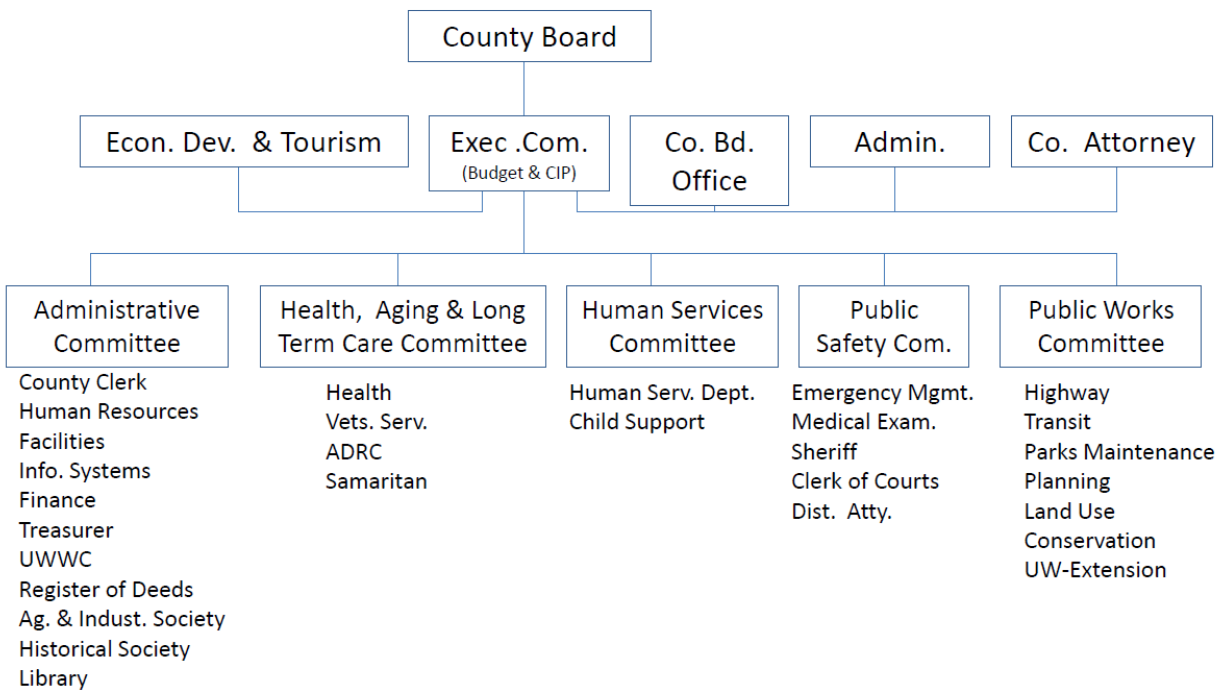 County Board
Econ. Dev. & Tourism
Exec .Com.
(Budget & CIP)
Co. Bd.
Office
Admin.
Co. Attorney
Administrative
Committee
County Clerk
Human Resources
Facilities
Info. Systems
Finance
Treasurer
UWWC
Register of Deeds
Ag. & Indust. Society
Historical Society
Library
Health, Aging & Long
Term Care Committee
Health
Vets. Serv.
ADRC
Samaritan
Human Services
Committee
Human Serv. Dept.
Child Support
Public
Safety Com.
Emergency Mgmt.
Medical Exam.
Sheriff
Clerk of Courts
Dist. Atty.
Public Works
Committee
Highway
Transit
Parks Maintenance
Planning
Land Use
Conservation
UW-Extension